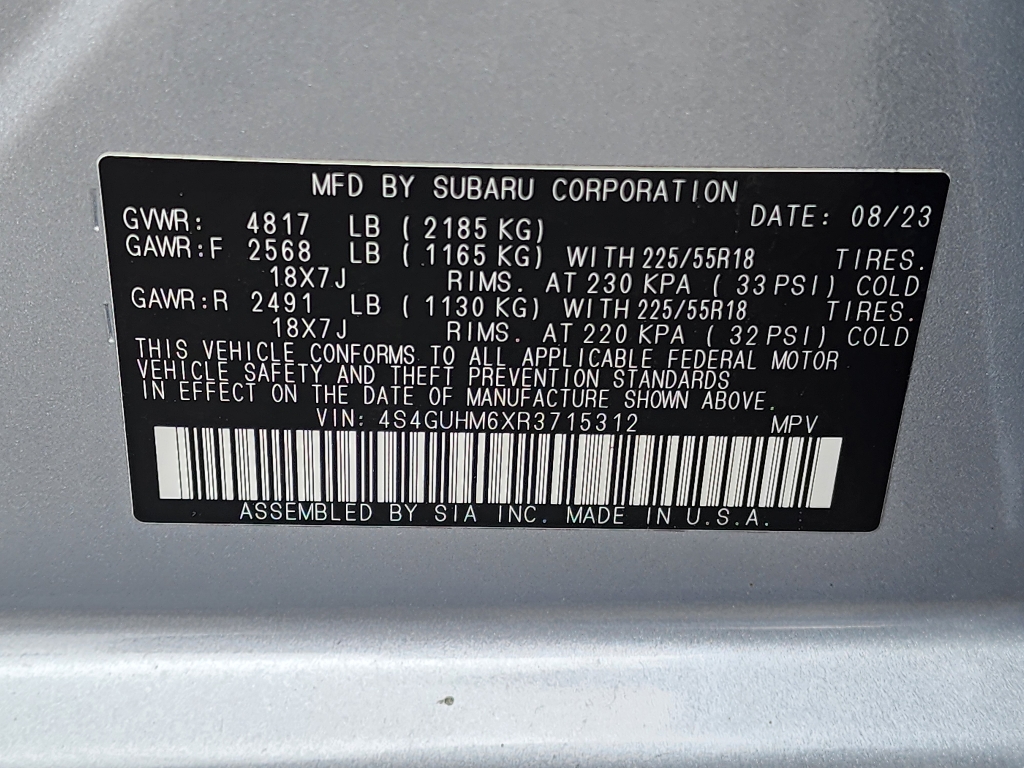 MFD BY SUBARU CORPORATION
DATE: 08/23
GVWR: 4817 LB ( 2185 KG)
GAWR:F 2568 LB ( 1165 KG) WITH 225/55R18 TIRES.
18X7J RIMS. AT 230 KPA ( 33 PSI) COLD
GAWR:R 2491 LB ( 1130 KG) WITH 225/55R18 TIRES.
18X7J RIMS. AT 220 KPA ( 32 PSI) COLD
THIS VEHICLE CONFORMS TO ALL APPLICABLE FEDERAL MOTOR
VEHICLE SAFETY AND THEFT PREVENTION STANDARDS
IN EFFECT ON THE DATE OF MANUFACTURE SHOWN ABOVE.
VIN: 4S4GUHM6XR3715312 MPV
ASSEMBLED BY SIA INC. MADE IN U.S.A.